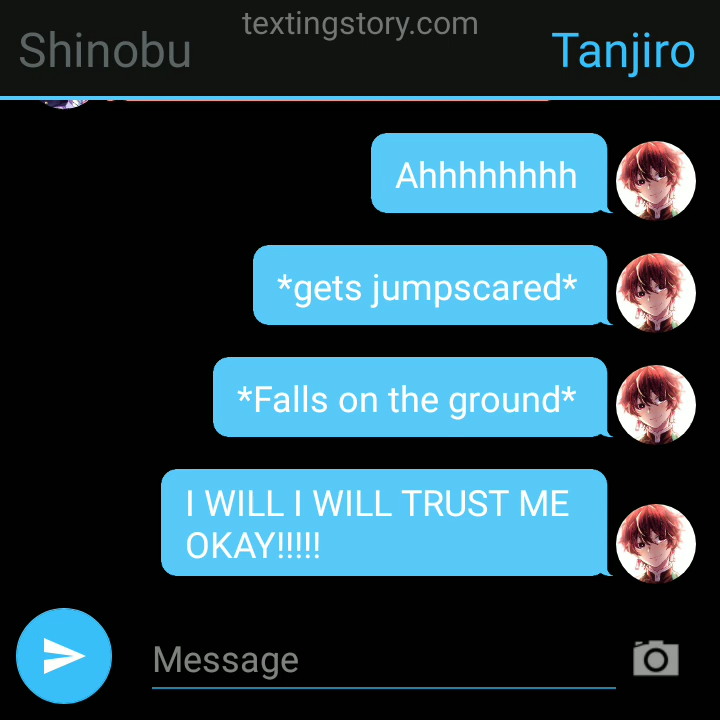 textingstory.com
Shinobu
Tanjiro
Ahhhhhhhh
*gets jumpscared*
*Falls on the ground*
I WILL I WILL TRUST ME
OKAY!!!!!
Message